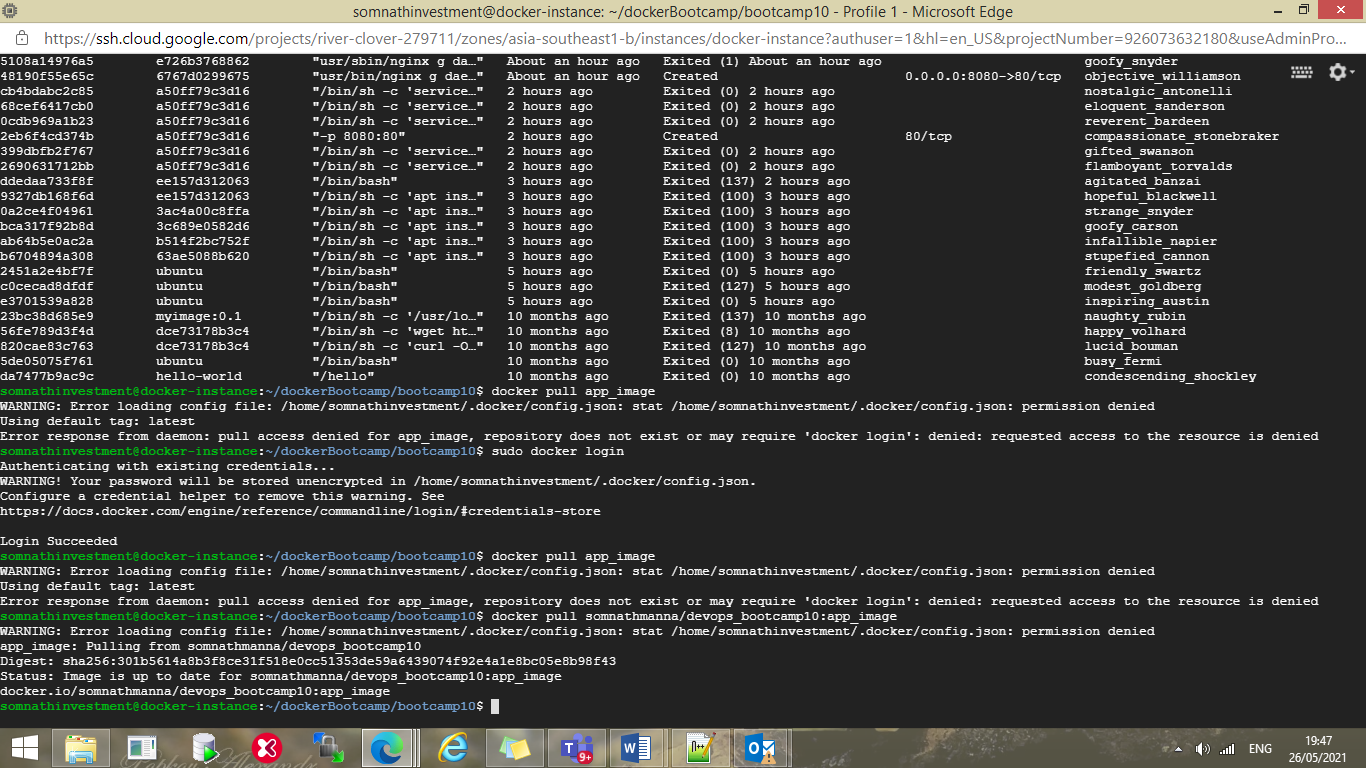 somnathinvestment@docker-instance: ~/dockerBootcamp/bootcamp10 - Profile 1 - Microsoft Edge
https://ssh.cloud.google.com/projects/river-clover-279711/zones/asia-southeast1-b/instances/docker-instance?authuser=1&hl=en_US&projectNumber=926073632180&useAdminPro...
5108a14976a5 e726b3768862 "usr/sbin/nginx g da…" About an hour ago Exited (1) About an hour ago goofy_snyder
48190f55e65c 6767d0299675 "usr/bin/nginx g dae…" About an hour ago Created 0.0.0.0:8080->80/tcp objective_williamson
cb4bdabc2c85 a50ff79c3d16 "/bin/sh -c 'service…" 2 hours ago Exited (0) 2 hours ago nostalgic_antonelli
68cef6417cb0 a50ff79c3d16 "/bin/sh -c 'service…" 2 hours ago Exited (0) 2 hours ago eloquent_sanderson
0cdb969a1b23 a50ff79c3d16 "/bin/sh -c 'service…" 2 hours ago Exited (0) 2 hours ago reverent_bardeen
2eb6f4cd374b a50ff79c3d16 "-p 8080:80" 2 hours ago Created 80/tcp compassionate_stonebraker
399dbfb2f767 a50ff79c3d16 "/bin/sh -c 'service…" 2 hours ago Exited (0) 2 hours ago gifted_swanson
2690631712bb a50ff79c3d16 "/bin/sh -c 'service…" 2 hours ago Exited (0) 2 hours ago flamboyant_torvalds
ddedaa733f8f ee157d312063 "/bin/bash" 3 hours ago Exited (137) 2 hours ago agitated_banzai
9327db168f6d ee157d312063 "/bin/sh -c 'apt ins…" 3 hours ago Exited (100) 3 hours ago hopeful_blackwell
0a2ce4f04961 3ac4a00c8ffa "/bin/sh -c 'apt ins…" 3 hours ago Exited (100) 3 hours ago strange_snyder
bca317f92b8d 3c689e0582d6 "/bin/sh -c 'apt ins…" 3 hours ago Exited (100) 3 hours ago goofy_carson
ab64b5e0ac2a b514f2bc752f "/bin/sh -c 'apt ins…" 3 hours ago Exited (100) 3 hours ago infallible_napier
b6704894a308 63ae5088b620 "/bin/sh -c 'apt ins…" 3 hours ago Exited (100) 3 hours ago stupefied_cannon
2451a2e4bf7f ubuntu "/bin/bash" 5 hours ago Exited (0) 5 hours ago friendly_swartz
c0cecad8dfdf ubuntu "/bin/bash" 5 hours ago Exited (127) 5 hours ago modest_goldberg
e3701539a828 ubuntu "/bin/bash" 5 hours ago Exited (0) 5 hours ago inspiring_austin
23bc38d685e9 myimage:0.1 "/bin/sh -c '/usr/lo…" 10 months ago Exited (137) 10 months ago naughty_rubin
56fe789d3f4d dce73178b3c4 "/bin/sh -c 'wget ht…" 10 months ago Exited (8) 10 months ago happy_volhard
820cae83c763 dce73178b3c4 "/bin/sh -c 'curl -O…" 10 months ago Exited (127) 10 months ago lucid_bouman
5de05075f761 ubuntu "/bin/bash" 10 months ago Exited (0) 10 months ago busy_fermi
da7477b9ac9c hello-world "/hello" 10 months ago Exited (0) 10 months ago condescending_shockley
somnathinvestment@docker-instance:~/dockerBootcamp/bootcamp10$ docker pull app_image
WARNING: Error loading config file: /home/somnathinvestment/.docker/config.json: stat /home/somnathinvestment/.docker/config.json: permission denied
Using default tag: latest
Error response from daemon: pull access denied for app_image, repository does not exist or may require 'docker login': denied: requested access to the resource is denied
somnathinvestment@docker-instance:~/dockerBootcamp/bootcamp10$ sudo docker login
Authenticating with existing credentials...
WARNING! Your password will be stored unencrypted in /home/somnathinvestment/.docker/config.json.
Configure a credential helper to remove this warning. See
https://docs.docker.com/engine/reference/commandline/login/#credentials-store
Login Succeeded
somnathinvestment@docker-instance:~/dockerBootcamp/bootcamp10$ docker pull app_image
WARNING: Error loading config file: /home/somnathinvestment/.docker/config.json: stat /home/somnathinvestment/.docker/config.json: permission denied
Using default tag: latest
Error response from daemon: pull access denied for app_image, repository does not exist or may require 'docker login': denied: requested access to the resource is denied
somnathinvestment@docker-instance:~/dockerBootcamp/bootcamp10$ docker pull somnathmanna/devops_bootcamp10:app_image
WARNING: Error loading config file: /home/somnathinvestment/.docker/config.json: stat /home/somnathinvestment/.docker/config.json: permission denied
app_image: Pulling from somnathmanna/devops_bootcamp10
Digest: sha256:301b5614a8b3f8ce31f518e0cc51353de59a6439074f92e4a1e8bc05e8b98f43
Status: Image is up to date for somnathmanna/devops_bootcamp10:app_image
docker.io/somnathmanna/devops_bootcamp10:app_image
somnathinvestment@docker-instance:~/dockerBootcamp/bootcamp10$
9+
ENG
19:47
26/05/2021